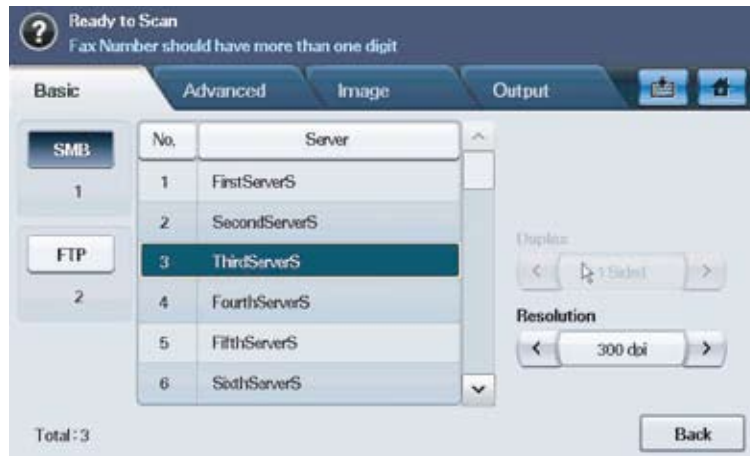 Ready to Scan
Fax Number should have more than one digit
Basic
Advanced
Image
Output
SMB
1
FTP
2
No. Server
1 FirstServerS
2 SecondServerS
3 ThirdServerS
4 FourthServerS
5 FifthServerS
6 SixthServerS
Duplex
1 Sided
Resolution
300 dpi
Total : 3
Back